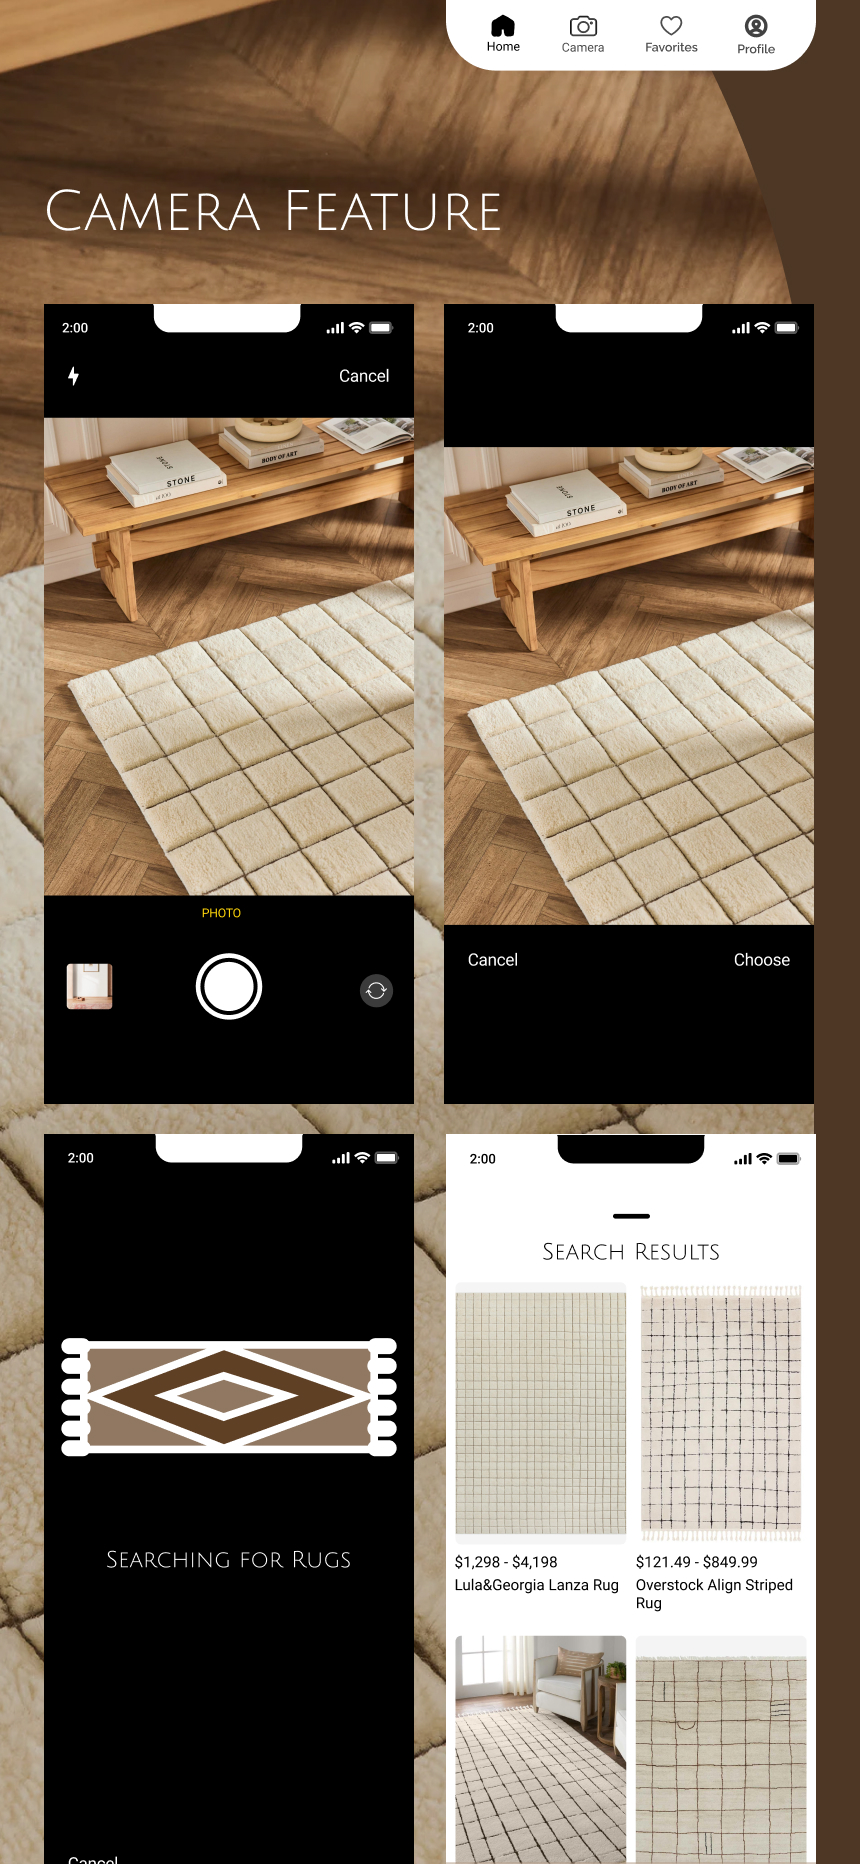 Home
Camera
Favorites
Profile
Camera Feature
2:00
Cancel
STONE
STONE
BODY OF ART
PHOTO
2:00
STONE
STONE
BODY OF ART
Cancel
Choose
2:00
Searching for Rugs
Cancel
2:00
Search Results
$1,298 - $4,198
Lula&Georgia Lanza Rug
$121.49 - $849.99
Overstock Align Striped
Rug